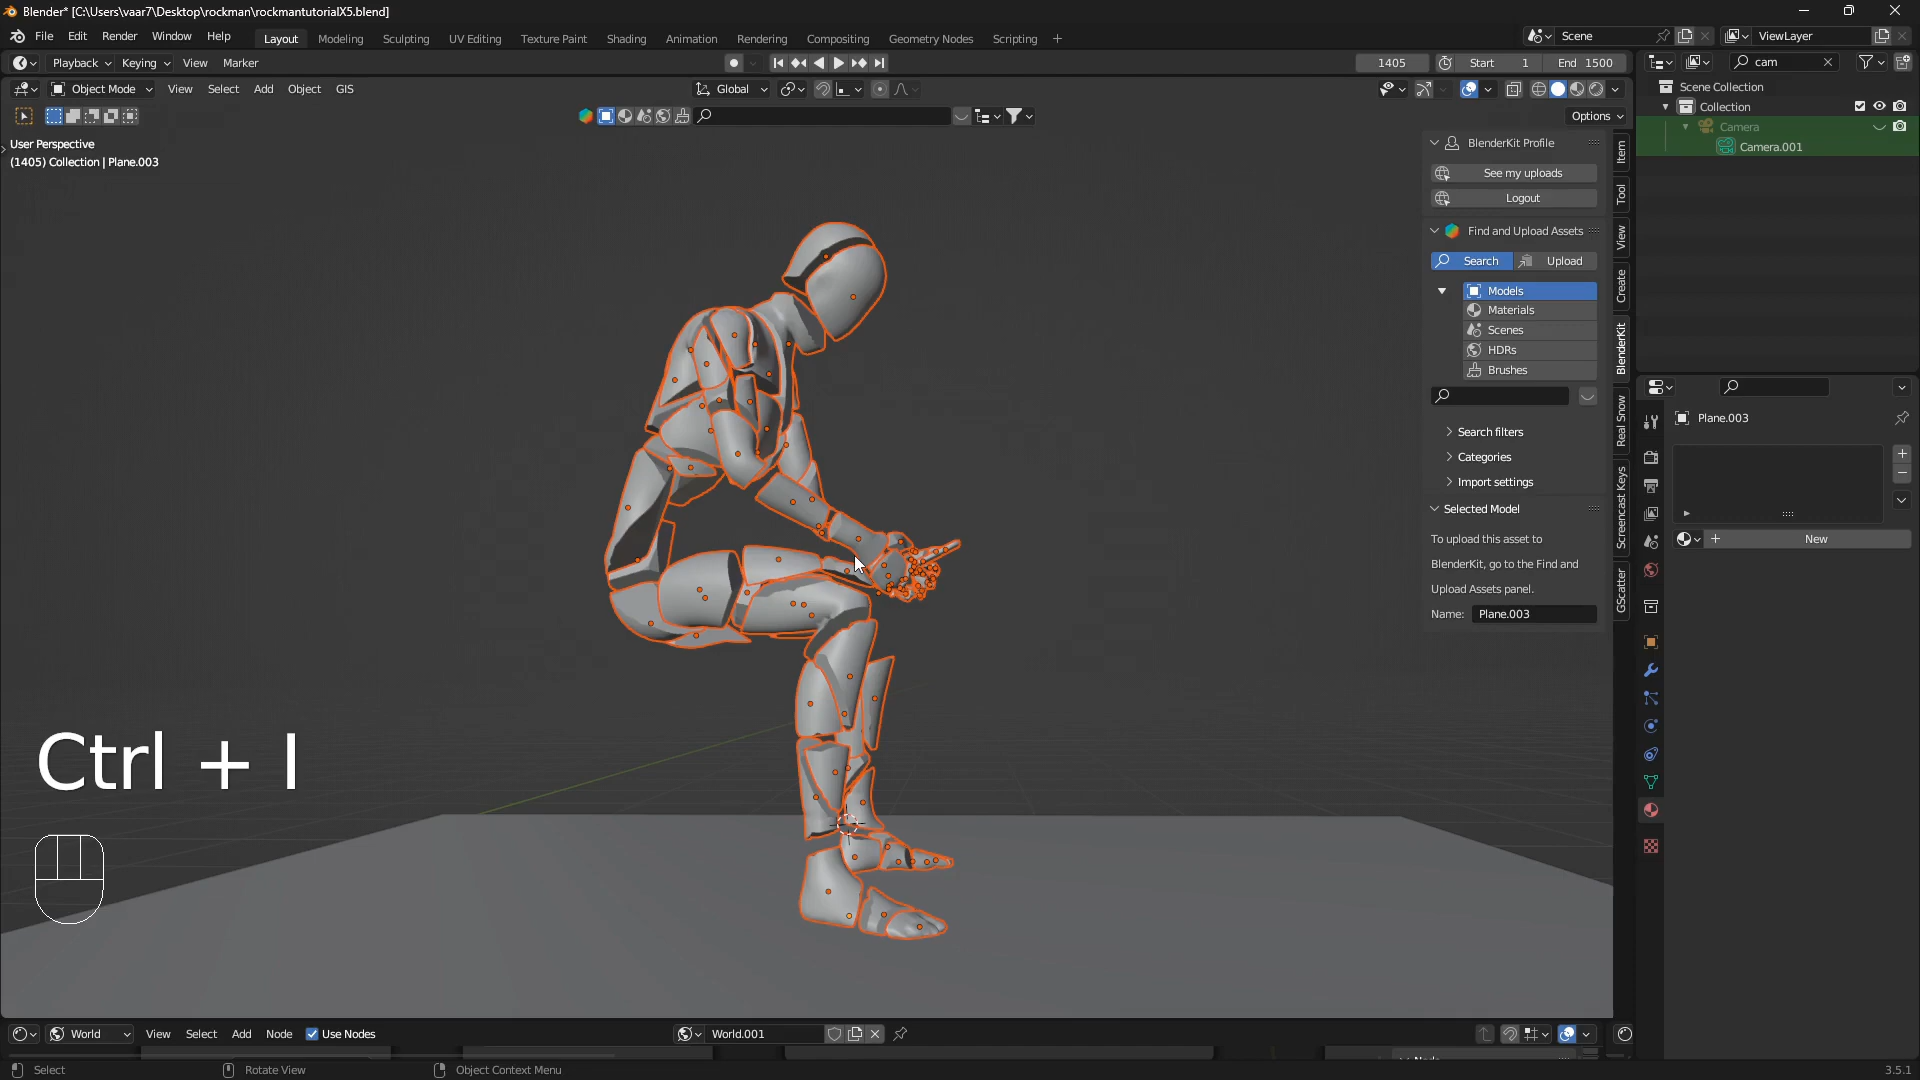 Blender* [C:\Users\vaar7\Desktop\rockman\rockmantutorialX5.blend]
File Edit Render Window Help Layout Modeling Sculpting UV Editing Texture Paint Shading Animation Rendering Compositing Geometry Nodes Scripting + Scene ViewLayer
Playback Keying View Marker 1405 Start 1 End 1500 cam
Object Mode View Select Add Object GIS Global Scene Collection
Collection
Options
Camera
Camera.001
User Perspective
(1405) Collection | Plane.003
BlenderKit Profile
See my uploads
Logout
Find and Upload Assets
Search Upload
Models
Materials
Scenes
HDRs
Brushes
Search filters
Categories
Import settings
Selected Model
To upload this asset to
BlenderKit, go to the Find and
Upload Assets panel.
Name: Plane.003
Item
Tool
View
Create
BlenderKit
Real Snow
Screencast Keys
GScatter
Plane.003
New
Ctrl + I
World View Select Add Node Use Nodes World.001
Node
Select Rotate View Object Context Menu 3.5.1